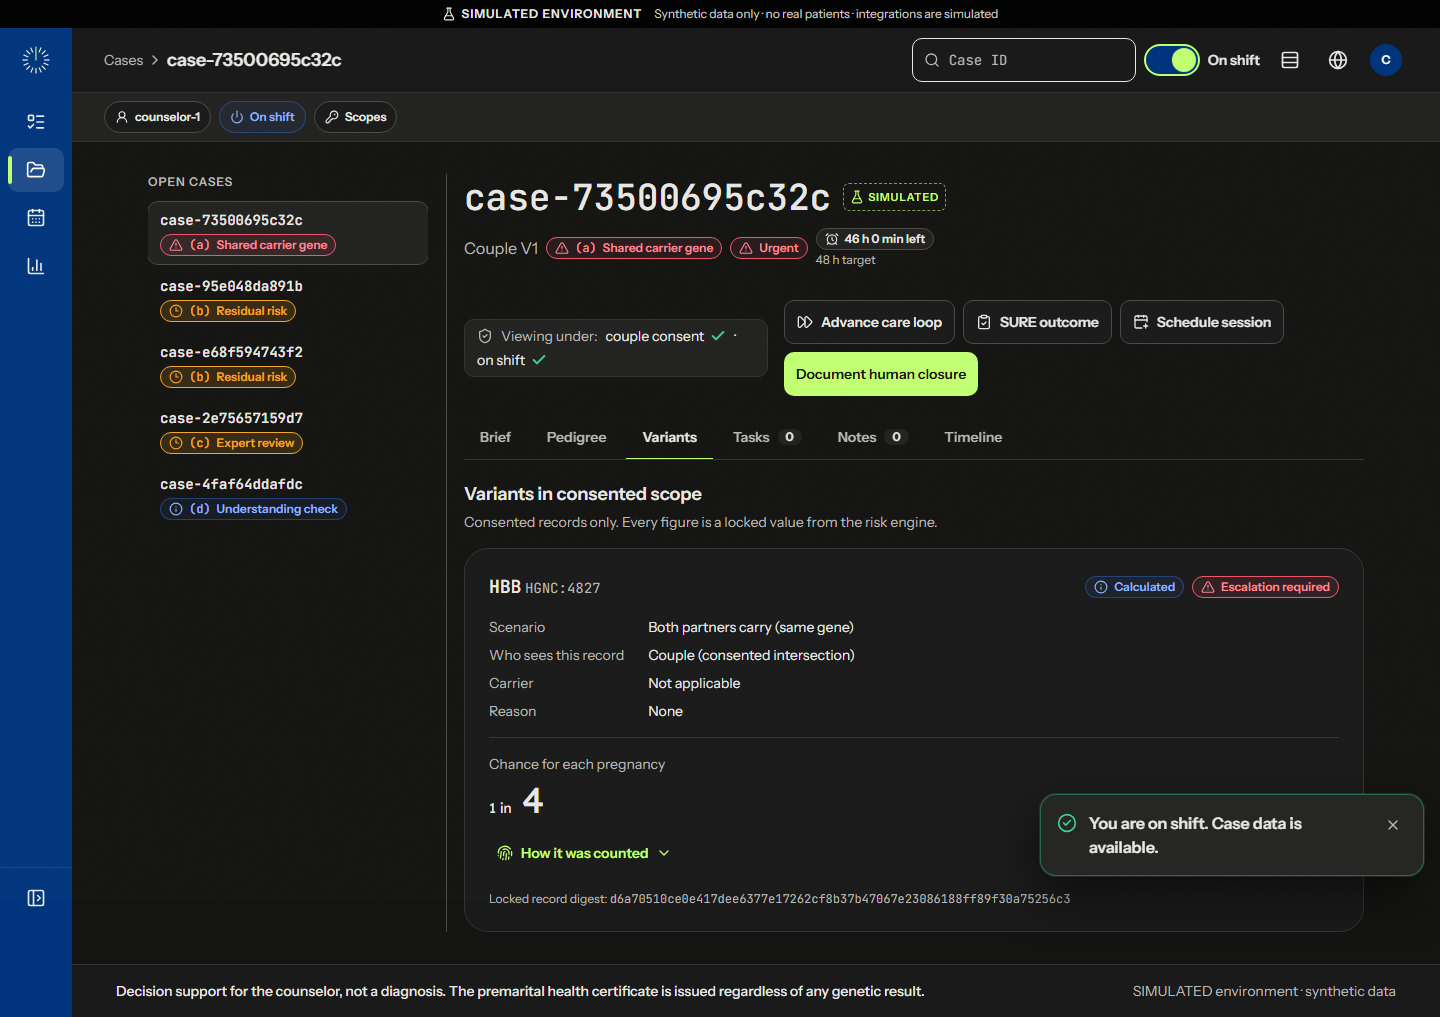 SIMULATED ENVIRONMENT Synthetic data only · no real patients · integrations are simulated
Cases > case-73500695c32c
Case ID
On shift
C
counselor-1
On shift
Scopes
OPEN CASES
case-73500695c32c
(a) Shared carrier gene
case-95e048da891b
(b) Residual risk
case-e68f594743f2
(b) Residual risk
case-2e75657159d7
(c) Expert review
case-4faf64ddafdc
(d) Understanding check
case-73500695c32c SIMULATED
Couple V1 (a) Shared carrier gene Urgent 46 h 0 min left
48 h target
Viewing under: couple consent ✓ ·
on shift ✓
Advance care loop
SURE outcome
Schedule session
Document human closure
Brief Pedigree Variants Tasks 0 Notes 0 Timeline
Variants in consented scope
Consented records only. Every figure is a locked value from the risk engine.
HBB HGNC:4827 Calculated Escalation required
Scenario Both partners carry (same gene)
Who sees this record Couple (consented intersection)
Carrier Not applicable
Reason None
Chance for each pregnancy
1 in 4
How it was counted
Locked record digest: d6a70510ce0e417dee6377e17262cf8b37b47067e23086188ff89f30a75256c3
You are on shift. Case data is
available.
Decision support for the counselor, not a diagnosis. The premarital health certificate is issued regardless of any genetic result.
SIMULATED environment · synthetic data